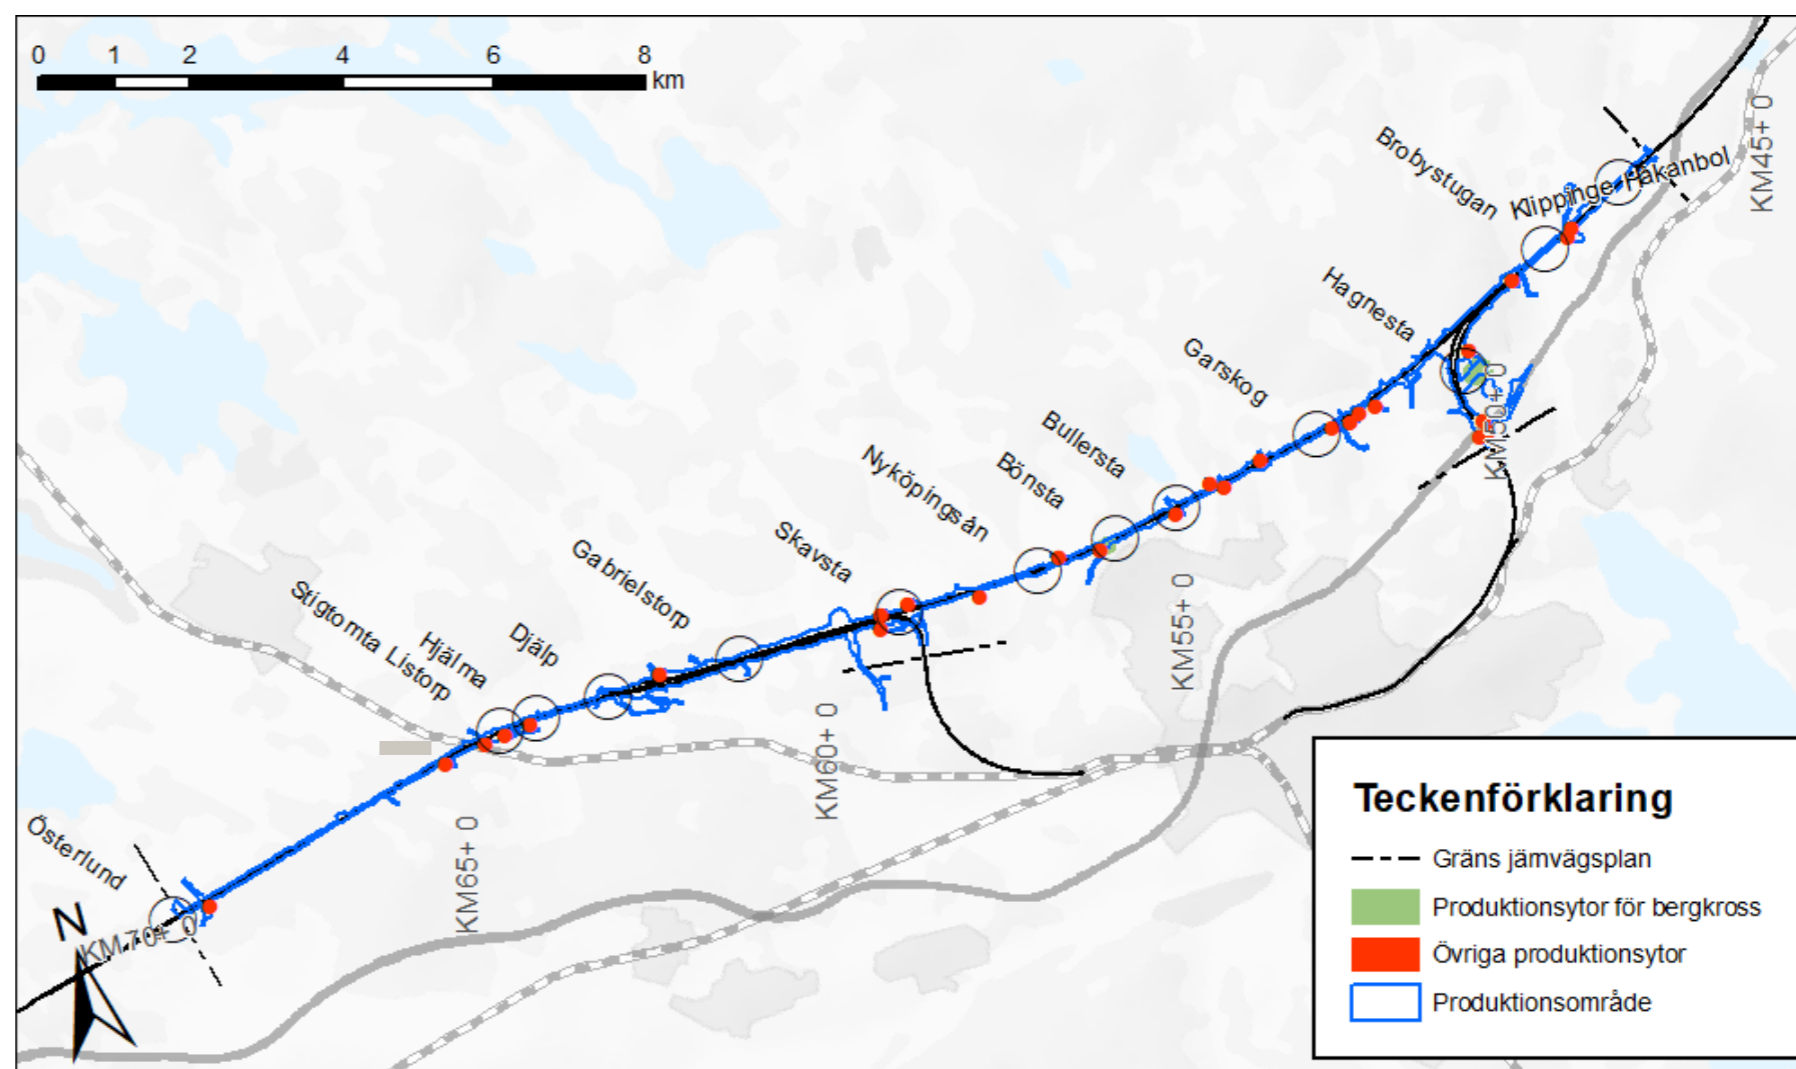 0 1 2 4 6 8
km
KM45+ 0
Brobystugan
Klippinge Håkanbol
Hagnesta
Garskog
KM50+0
Bullersta
Bönsta
Nyköpingsån
Skavsta
KM55+ 0
Gabrielstorp
Djälp
Hjälma
Stigtomta Listorp
KM60+ 0
KM65+ 0
Österlund
KM70+ 0
N
Teckenförklaring
Gräns järnvägsplan
Produktionsytor för bergkross
Övriga produktionsytor
Produktionsområde